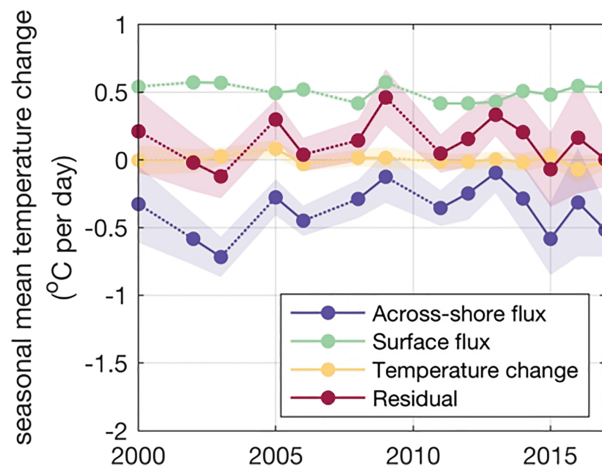 seasonal mean temperature change
(°C per day)
1
0.5
0
-0.5
-1
-1.5
-2
2000
2005
2010
2015
Across-shore flux
Surface flux
Temperature change
Residual